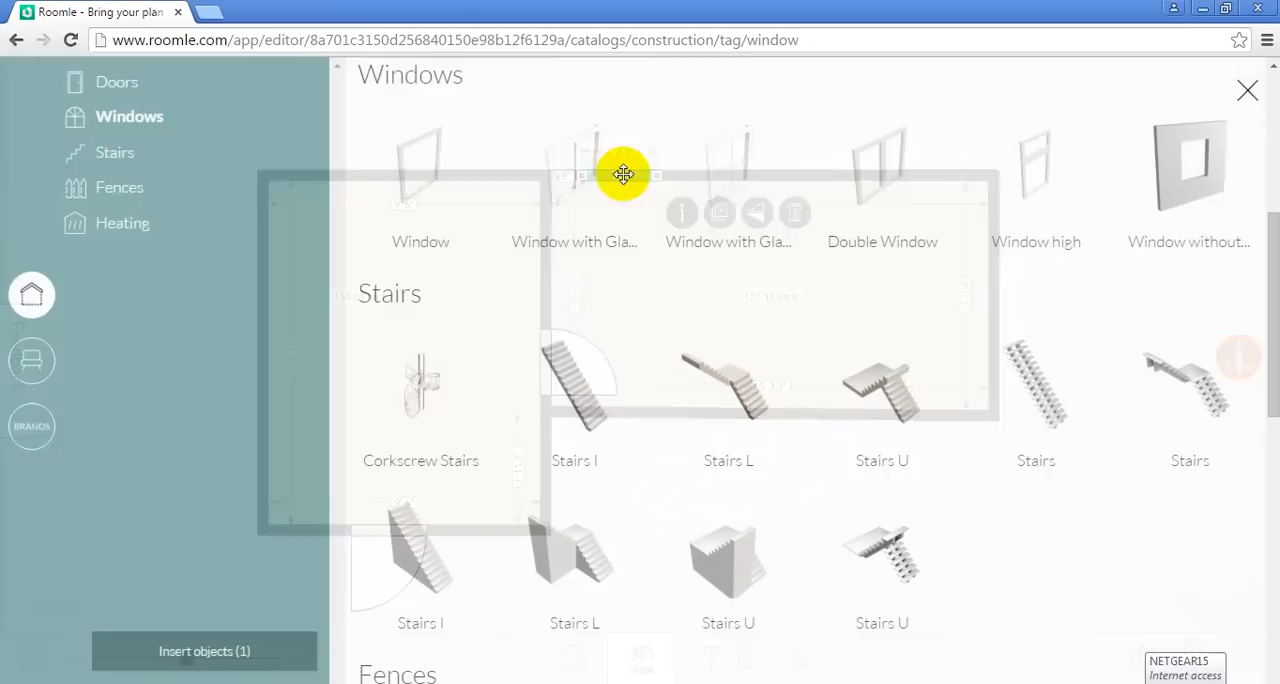 Roomle - Bring your plan
www.roomle.com/app/editor/8a701c3150d256840150e98b12f6129a/catalogs/construction/tag/window
Doors
Windows
Stairs
Fences
Heating
BRANDS
Insert objects (1)
Windows
Window
Window with Gla...
Window with Gla...
Double Window
Window high
Window without...
Stairs
Corkscrew Stairs
Stairs I
Stairs L
Stairs U
Stairs
Stairs
Stairs I
Stairs L
Stairs U
Stairs U
Fences
NETGEAR15
Internet access